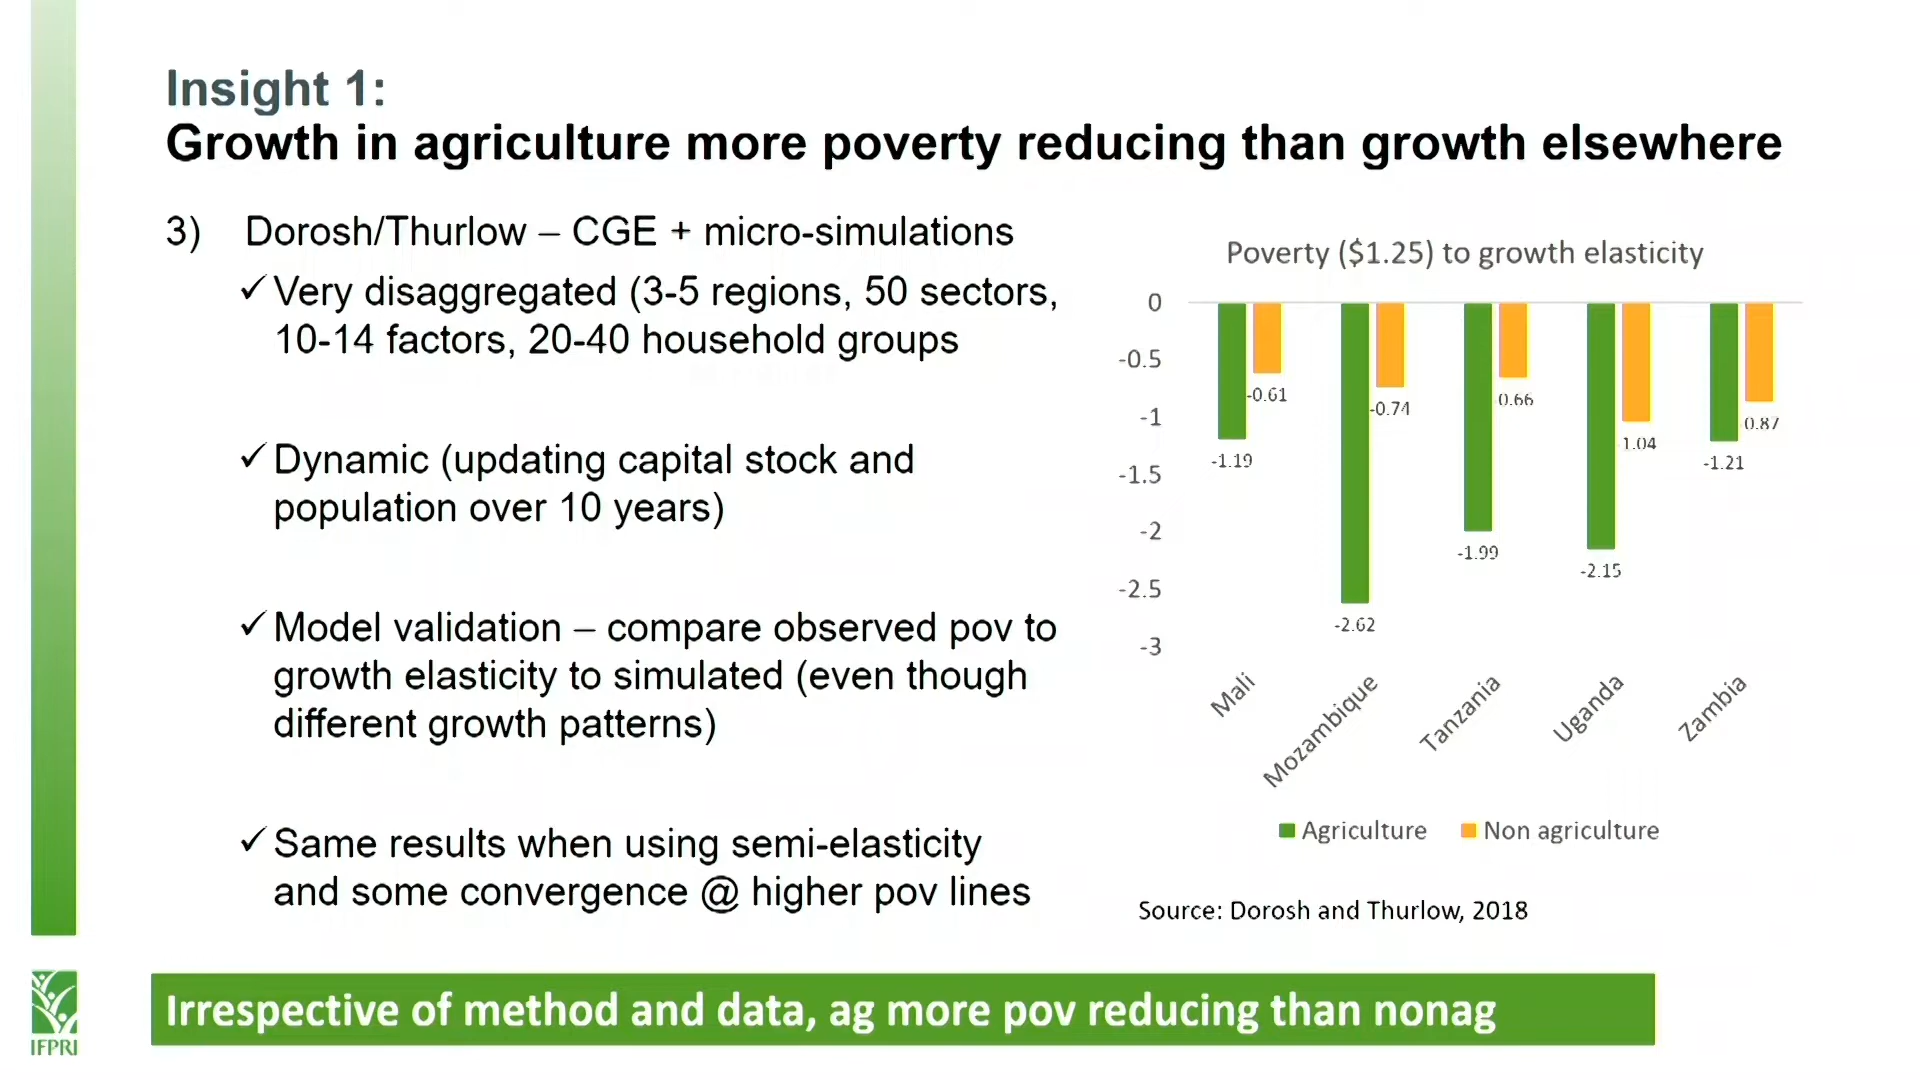 Insight 1:
Growth in agriculture more poverty reducing than growth elsewhere
3) Dorosh/Thurlow – CGE + micro-simulations
✓ Very disaggregated (3-5 regions, 50 sectors,
10-14 factors, 20-40 household groups
✓ Dynamic (updating capital stock and
population over 10 years)
✓ Model validation – compare observed pov to
growth elasticity to simulated (even though
different growth patterns)
✓ Same results when using semi-elasticity
and some convergence @ higher pov lines
Poverty ($1.25) to growth elasticity
0
-0.5
-1
-1.5
-2
-2.5
-3
-1.19
-0.61
-2.62
-0.74
-1.99
0.66
-2.15
1.04
-1.21
0.87
Mali
Mozambique
Tanzania
Uganda
Zambia
Agriculture
Non agriculture
Source: Dorosh and Thurlow, 2018
Irrespective of method and data, ag more pov reducing than nonag
IFPRI